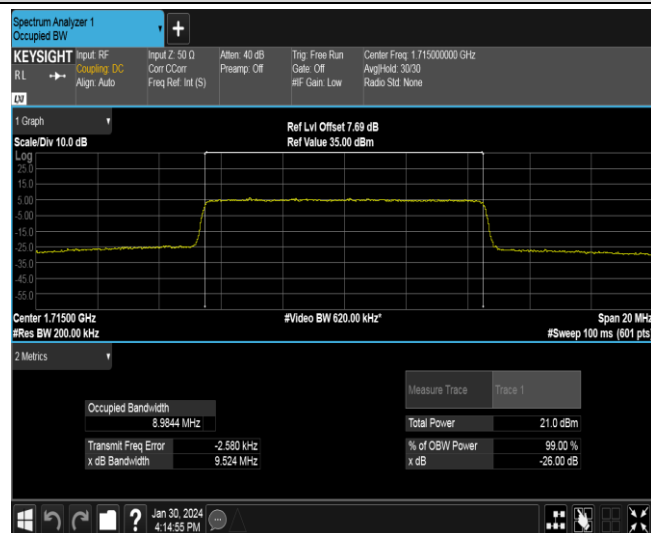 Spectrum Analyzer 1
Occupied BW
+
KEYSIGHT Input: RF Input Z: 50 Ω Atten: 40 dB Trig: Free Run Center Freq: 1.715000000 GHz
RL Coupling: DC Corr CCorr Preamp: Off Gate: Off Avg|Hold: 30/30
Align: Auto Freq Ref: Int (S) #IF Gain: Low Radio Std: None
LXI
1 Graph
Ref Lvl Offset 7.69 dB
Scale/Div 10.0 dB Ref Value 35.00 dBm
Log
25.0
15.0
5.00
-5.00
-15.0
-25.0
-35.0
-45.0
-55.0
Center 1.71500 GHz #Video BW 620.00 kHz* Span 20 MHz
#Res BW 200.00 kHz #Sweep 100 ms (601 pts)
2 Metrics
Measure Trace Trace 1
Occupied Bandwidth
8.9844 MHz
Total Power 21.0 dBm
Transmit Freq Error -2.580 kHz % of OBW Power 99.00 %
x dB Bandwidth 9.524 MHz x dB -26.00 dB
? Jan 30, 2024
4:14:55 PM